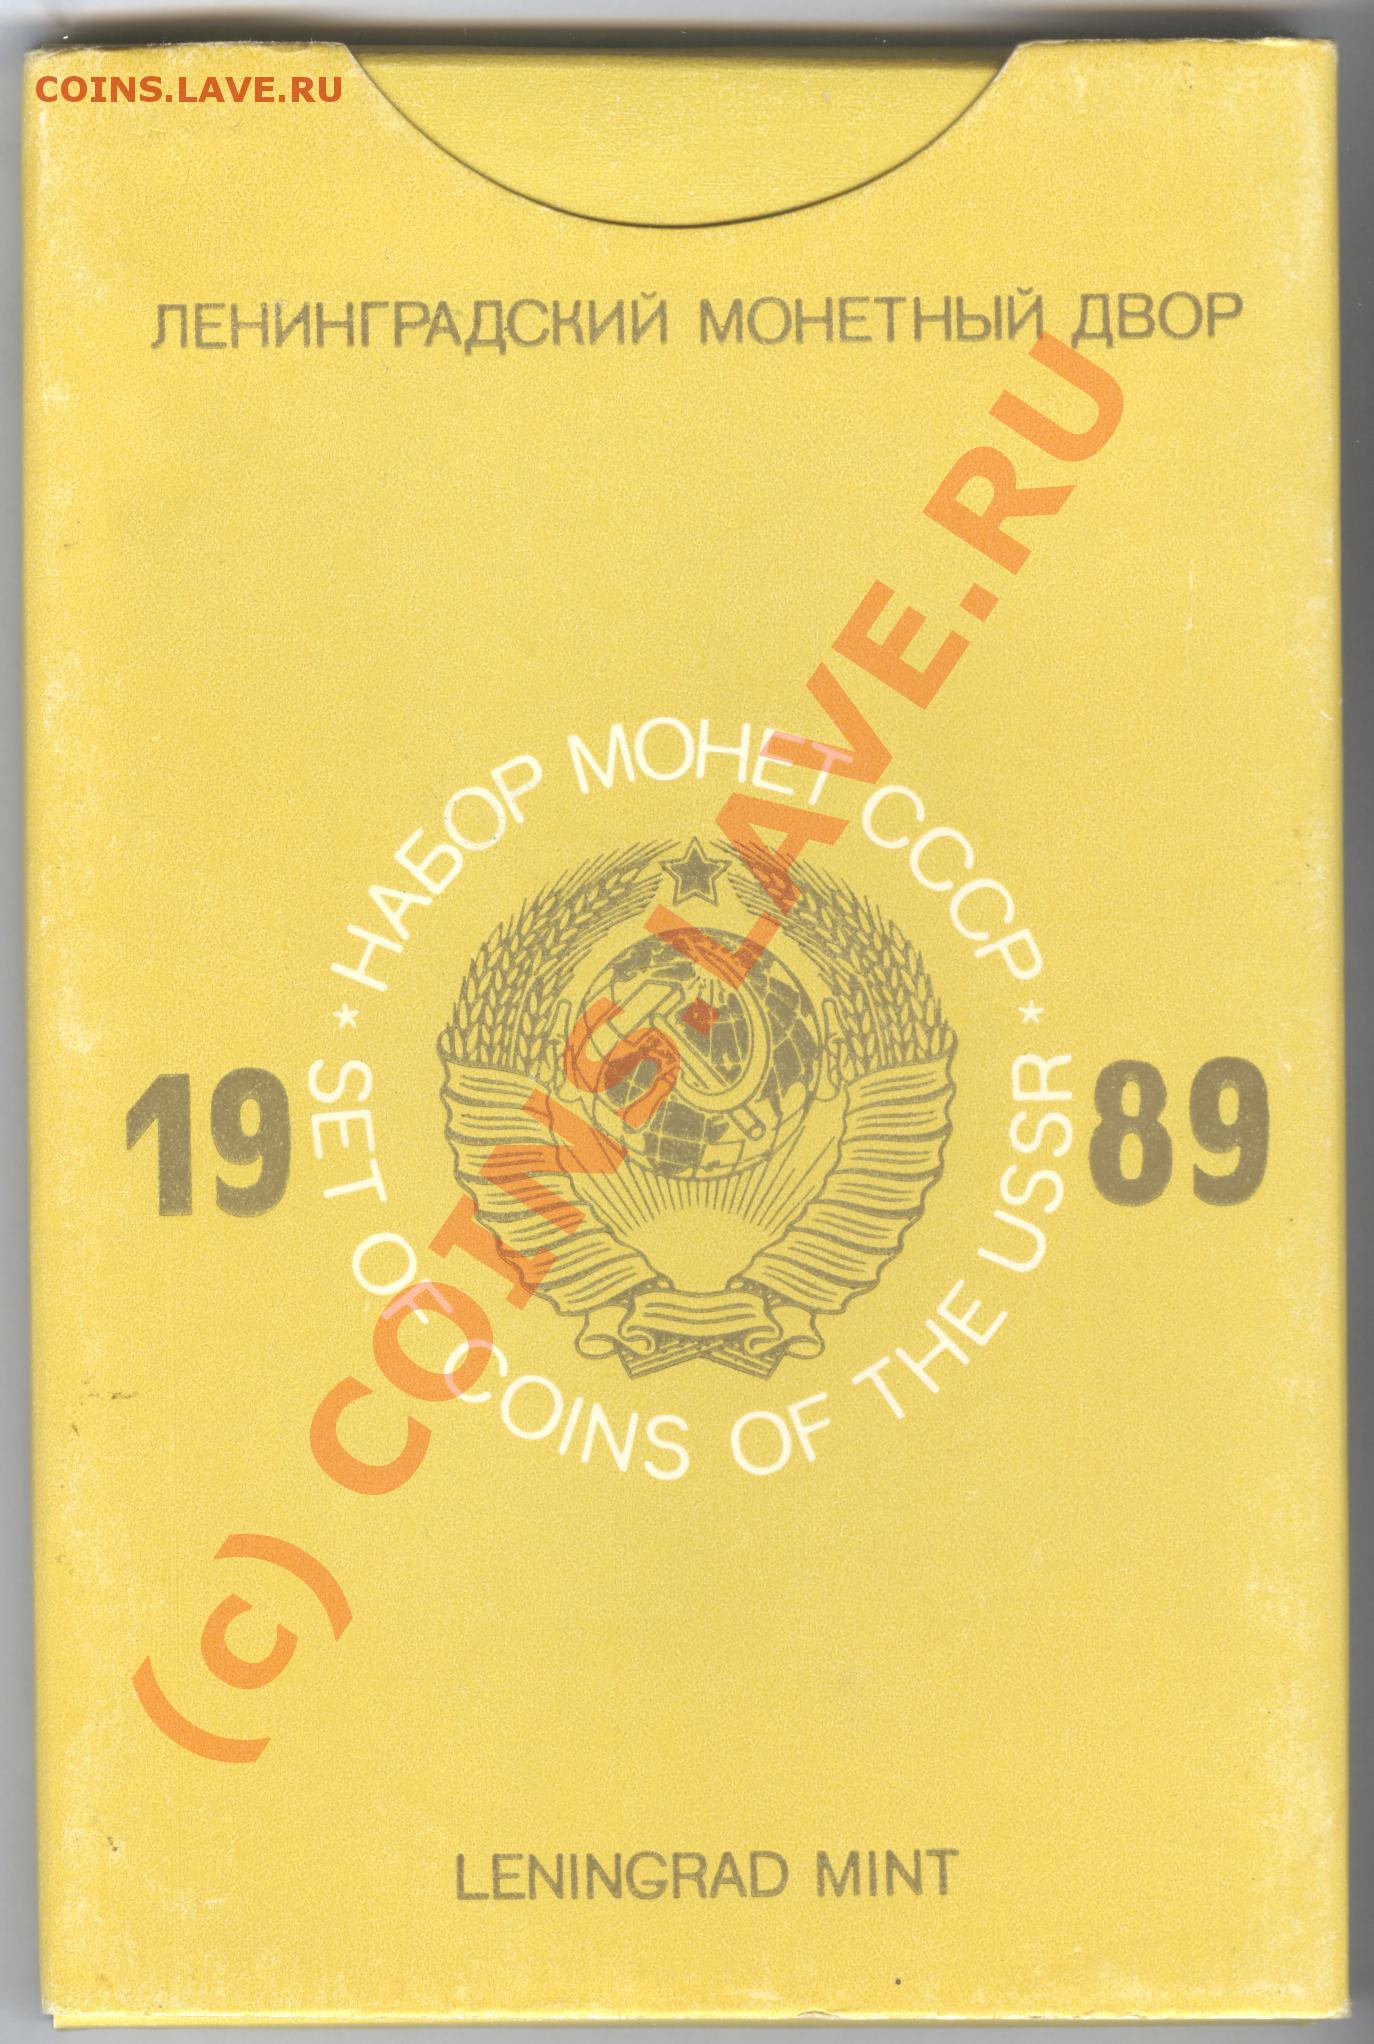 COINS.LAVE.RU
ЛЕНИНГРАДСКИЙ МОНЕТНЫЙ ДВОР
* НАБОР МОНЕТ СССР *
19 89
SET OF COINS OF THE USSR
(c) COINS.LAVE.RU
LENINGRAD MINT